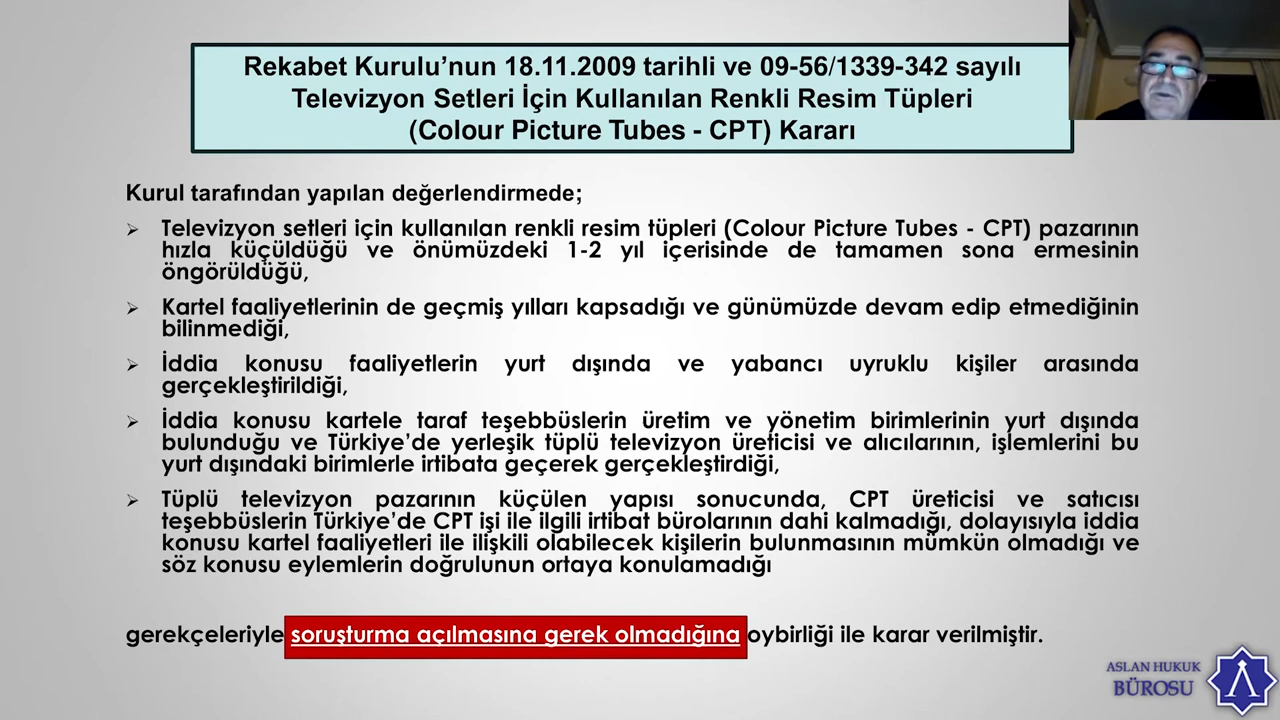 Rekabet Kurulu’nun 18.11.2009 tarihli ve 09-56/1339-342 sayılı
Televizyon Setleri İçin Kullanılan Renkli Resim Tüpleri
(Colour Picture Tubes - CPT) Kararı
Kurul tarafından yapılan değerlendirmede;
➢ Televizyon setleri için kullanılan renkli resim tüpleri (Colour Picture Tubes - CPT) pazarının
hızla küçüldüğü ve önümüzdeki 1-2 yıl içerisinde de tamamen sona ermesinin
öngörüldüğü,
➢ Kartel faaliyetlerinin de geçmiş yılları kapsadığı ve günümüzde devam edip etmediğinin
bilinmediği,
➢ İddia konusu faaliyetlerin yurt dışında ve yabancı uyruklu kişiler arasında
gerçekleştirildiği,
➢ İddia konusu kartele taraf teşebbüslerin üretim ve yönetim birimlerinin yurt dışında
bulunduğu ve Türkiye’de yerleşik tüplü televizyon üreticisi ve alıcılarının, işlemlerini bu
yurt dışındaki birimlerle irtibata geçerek gerçekleştirdiği,
➢ Tüplü televizyon pazarının küçülen yapısı sonucunda, CPT üreticisi ve satıcısı
teşebbüslerin Türkiye’de CPT işi ile ilgili irtibat bürolarının dahi kalmadığı, dolayısıyla iddia
konusu kartel faaliyetleri ile ilişkili olabilecek kişilerin bulunmasının mümkün olmadığı ve
söz konusu eylemlerin doğrulunun ortaya konulamadığı
gerekçeleriyle soruşturma açılmasına gerek olmadığına oybirliği ile karar verilmiştir.
ASLAN HUKUK
BÜROSU